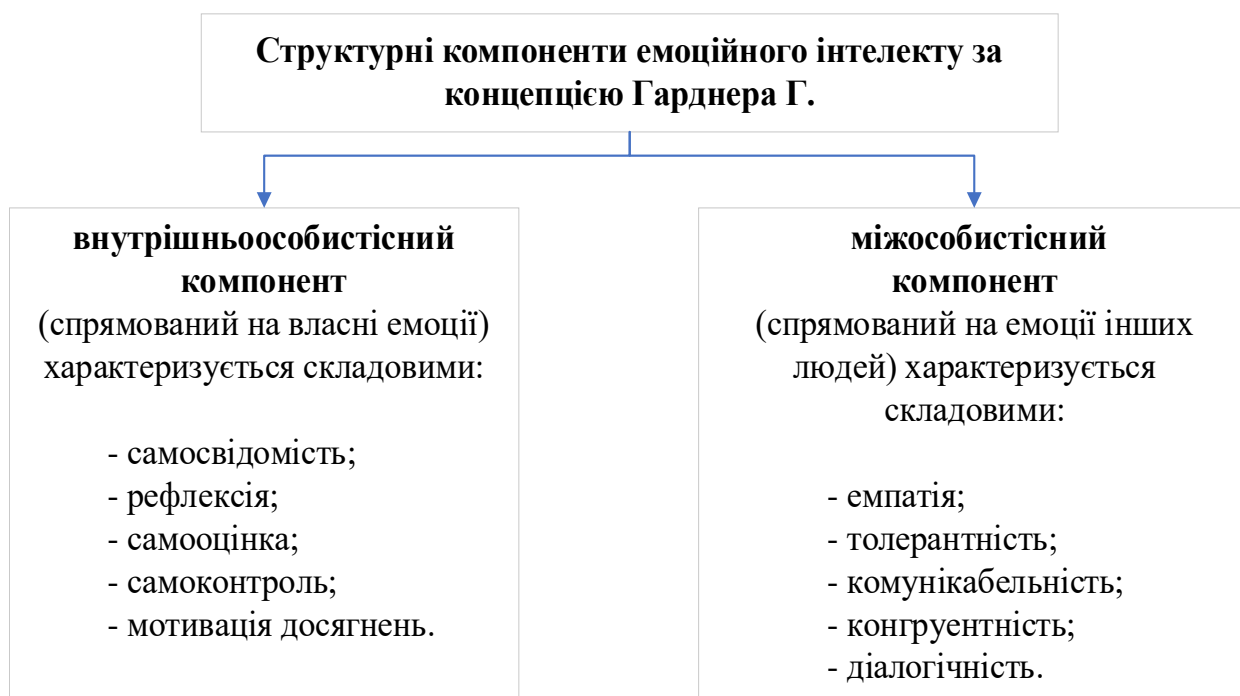 Структурні компоненти емоційного інтелекту за
концепцією Гарднера Г.
внутрішньоособистісний
компонент
(спрямований на власні емоції)
характеризується складовими:
- самосвідомість;
- рефлексія;
- самооцінка;
- самоконтроль;
- мотивація досягнень.
міжособистісний
компонент
(спрямований на емоції інших
людей) характеризується
складовими:
- емпатія;
- толерантність;
- комунікабельність;
- конгруентність;
- діалогічність.